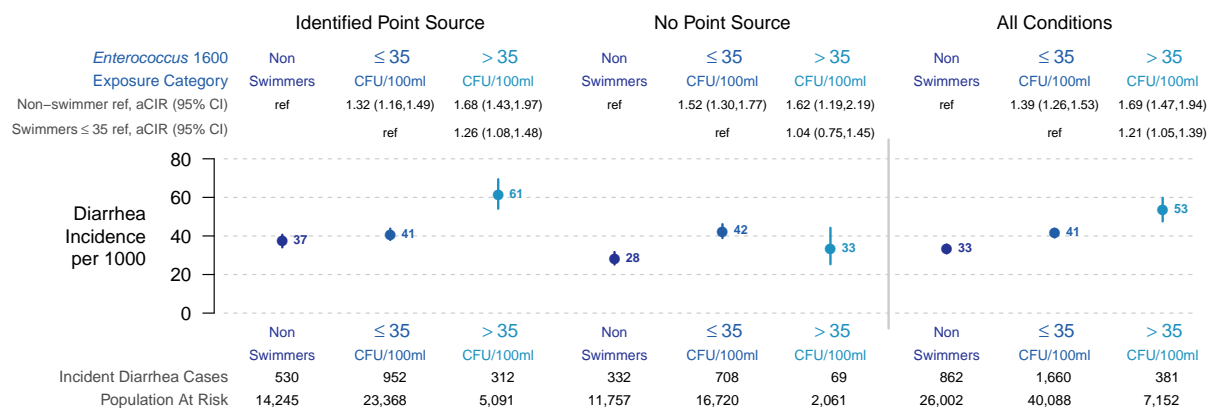 Identified Point Source No Point Source All Conditions
Enterococcus 1600 Non ≤ 35 > 35 Non ≤ 35 > 35 Non ≤ 35 > 35
Exposure Category Swimmers CFU/100ml CFU/100ml Swimmers CFU/100ml CFU/100ml Swimmers CFU/100ml CFU/100ml
Non−swimmer ref, aCIR (95% CI) ref 1.32 (1.16,1.49) 1.68 (1.43,1.97) ref 1.52 (1.30,1.77) 1.62 (1.19,2.19) ref 1.39 (1.26,1.53) 1.69 (1.47,1.94)
Swimmers ≤ 35 ref, aCIR (95% CI) ref 1.26 (1.08,1.48) ref 1.04 (0.75,1.45) ref 1.21 (1.05,1.39)
80
60 61 53
Diarrhea
Incidence
per 1000
40 37 41 28 42 33 33 41
20
0
Non ≤ 35 > 35 Non ≤ 35 > 35 Non ≤ 35 > 35
Swimmers CFU/100ml CFU/100ml Swimmers CFU/100ml CFU/100ml Swimmers CFU/100ml CFU/100ml
Incident Diarrhea Cases 530 952 312 332 708 69 862 1,660 381
Population At Risk 14,245 23,368 5,091 11,757 16,720 2,061 26,002 40,088 7,152